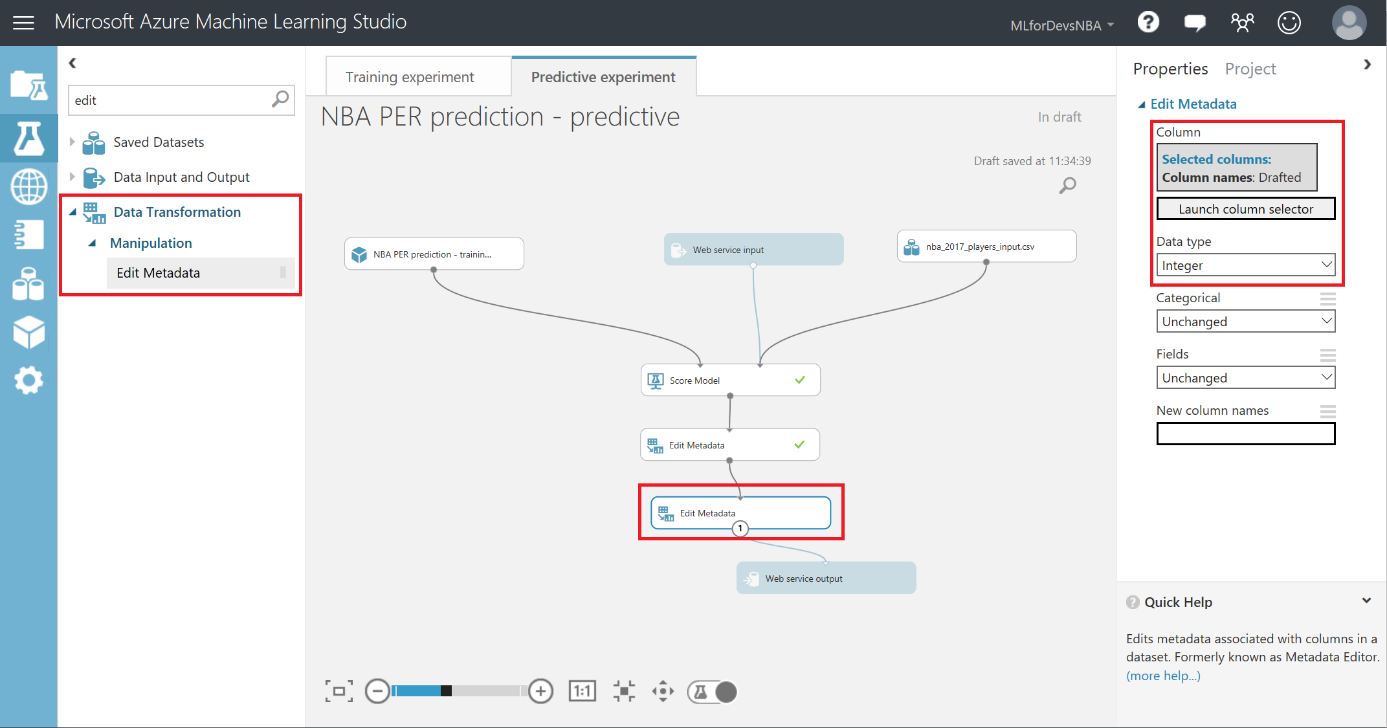 Microsoft Azure Machine Learning Studio
MLforDevsNBA
?
edit
Saved Datasets
Data Input and Output
Data Transformation
Manipulation
Edit Metadata
Training experiment
Predictive experiment
NBA PER prediction - predictive
In draft
Draft saved at 11:34:39
NBA PER prediction - trainin...
Web service input
nba_2017_players_input.csv
Score Model
Edit Metadata
Edit Metadata
1
Web service output
1:1
Properties
Project
Edit Metadata
Column
Selected columns:
Column names: Drafted
Launch column selector
Data type
Integer
Categorical
Unchanged
Fields
Unchanged
New column names
? Quick Help
Edits metadata associated with columns in a
dataset. Formerly known as Metadata Editor.
(more help...)